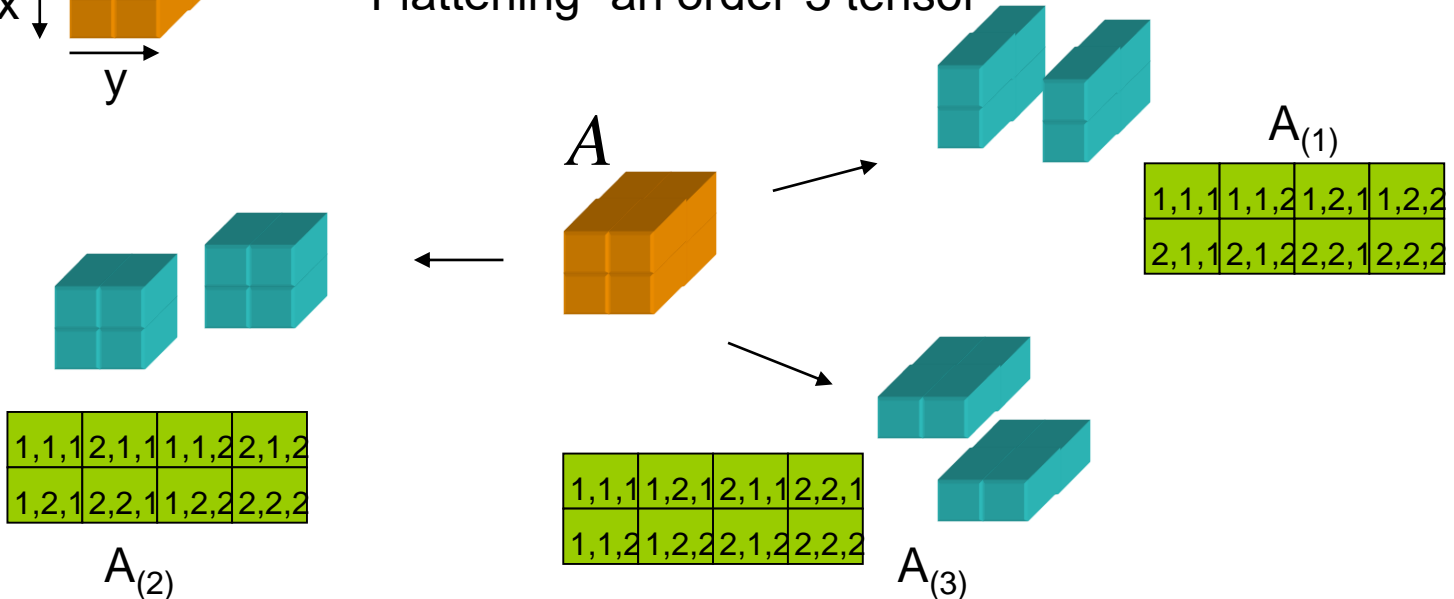 x
Flattening an order 3 tensor
y
A
A(1)
1,1,1 1,1,2 1,2,1 1,2,2
2,1,1 2,1,2 2,2,1 2,2,2
1,1,1 2,1,1 1,1,2 2,1,2
1,2,1 2,2,1 1,2,2 2,2,2
A(2)
1,1,1 1,2,1 2,1,1 2,2,1
1,1,2 1,2,2 2,1,2 2,2,2
A(3)